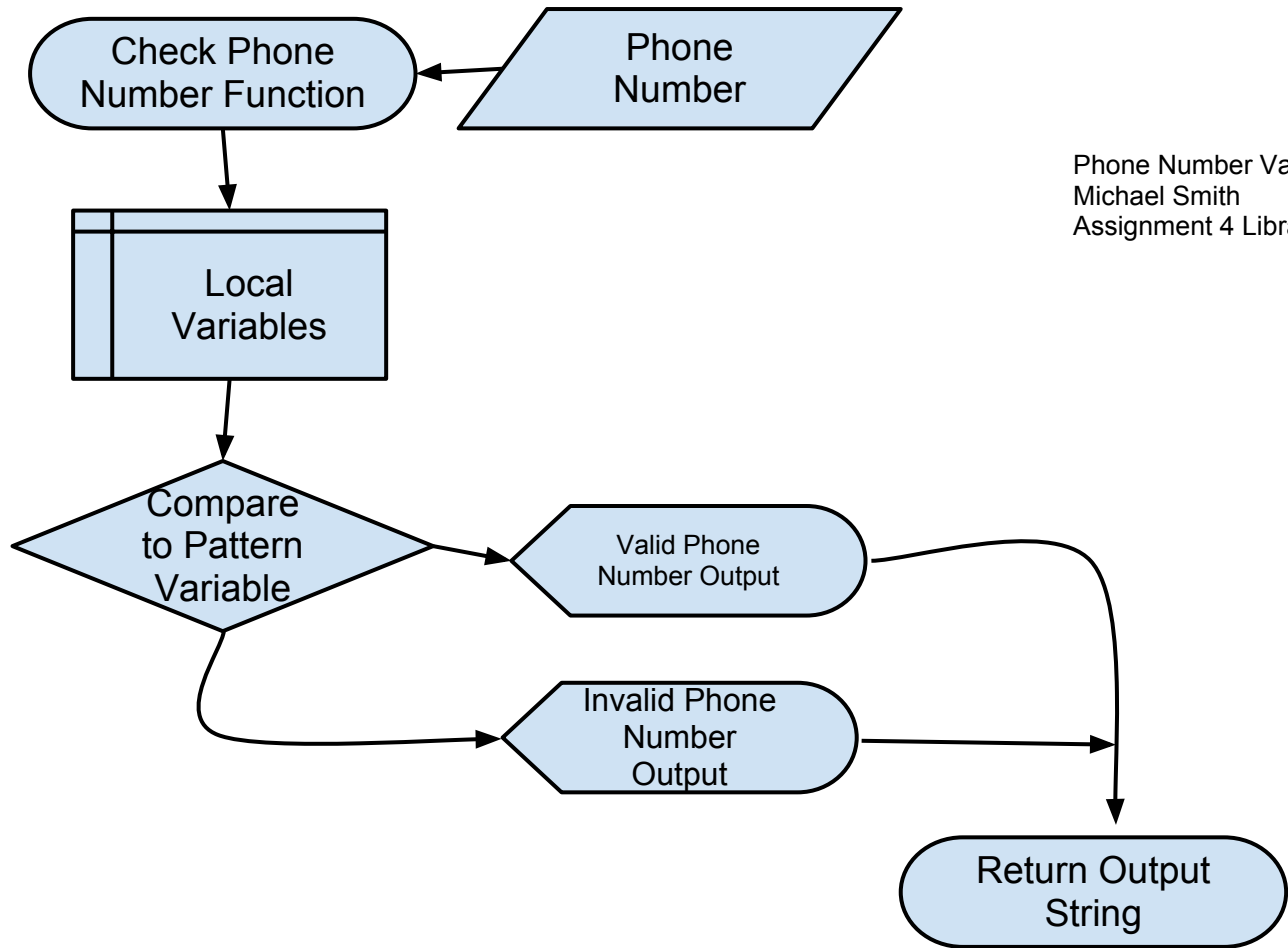 Check Phone
Number Function
Phone
Number
Phone Number Va
Michael Smith
Assignment 4 Libra
Local
Variables
Compare
to Pattern
Variable
Valid Phone
Number Output
Invalid Phone
Number
Output
Return Output
String